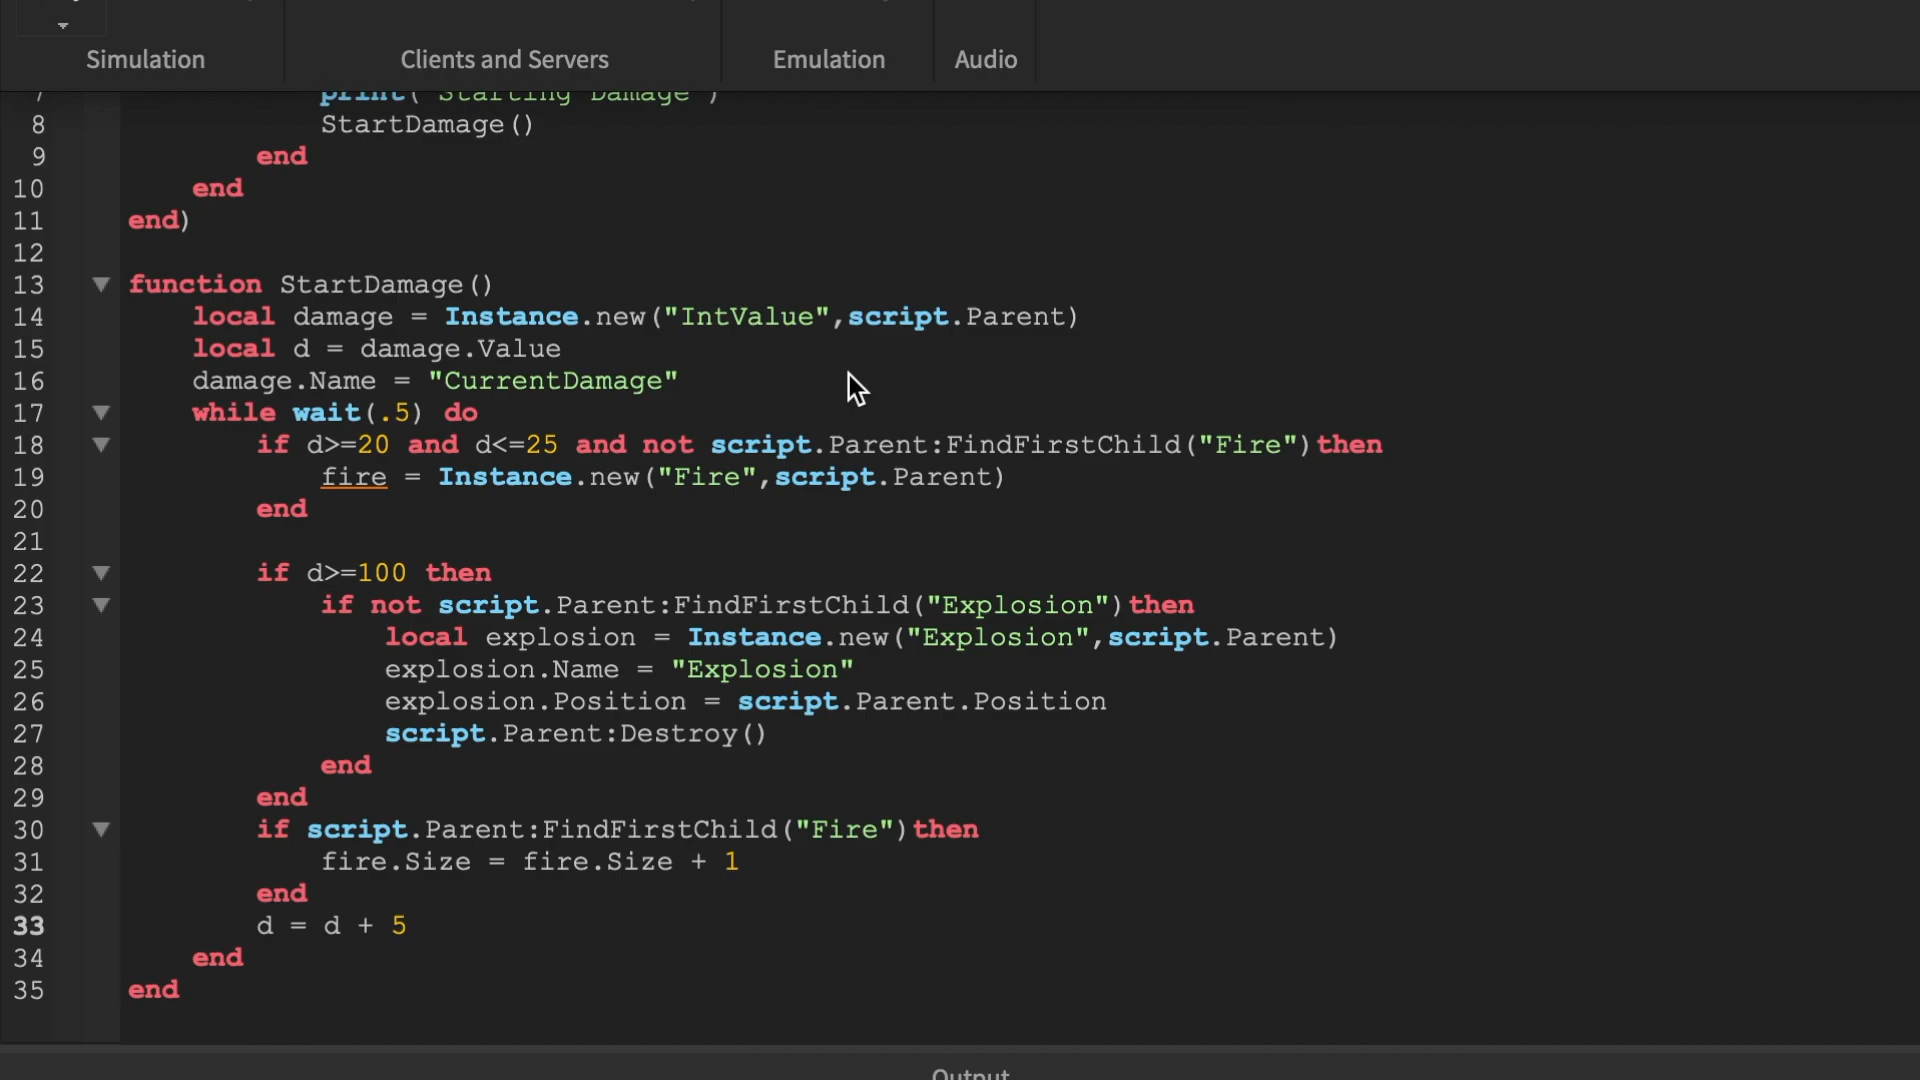 Simulation Clients and Servers Emulation Audio
7 print("Starting Damage")
8 StartDamage()
9 end
10 end
11 end)
12
13 function StartDamage()
14 local damage = Instance.new("IntValue",script.Parent)
15 local d = damage.Value
16 damage.Name = "CurrentDamage"
17 while wait(.5) do
18 if d>=20 and d<=25 and not script.Parent:FindFirstChild("Fire")then
19 fire = Instance.new("Fire",script.Parent)
20 end
21
22 if d>=100 then
23 if not script.Parent:FindFirstChild("Explosion")then
24 local explosion = Instance.new("Explosion",script.Parent)
25 explosion.Name = "Explosion"
26 explosion.Position = script.Parent.Position
27 script.Parent:Destroy()
28 end
29 end
30 if script.Parent:FindFirstChild("Fire")then
31 fire.Size = fire.Size + 1
32 end
33 d = d + 5
34 end
35 end
Output